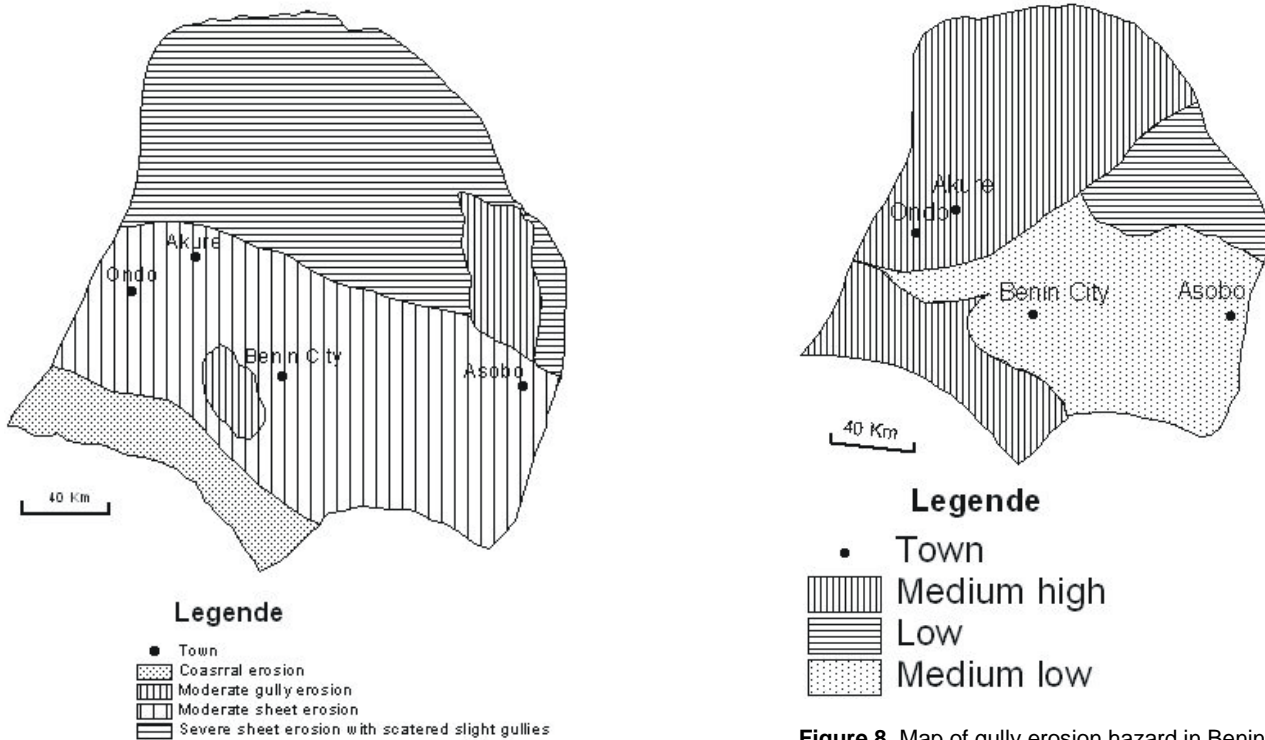 Akure
Ondo
Benin City
Asobo
40 Km
Legende
Town
Coasrral erosion
Moderate gully erosion
Moderate sheet erosion
Severe sheet erosion with scatered slight gullies
Akure
Ondo
Benin City
Asobo
40 Km
Legende
Town
Medium high
Low
Medium low
Figure 8. Map of gully erosion hazard in Benin